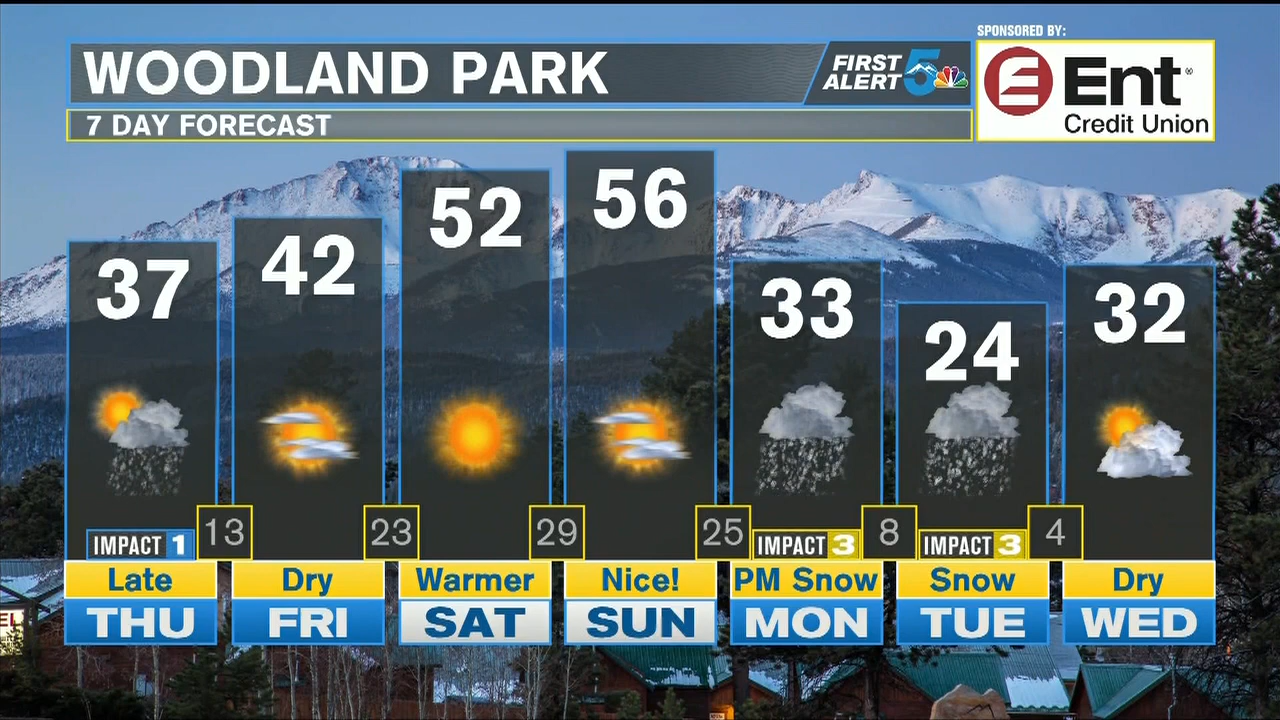 SPONSORED BY:
WOODLAND PARK
FIRST ALERT 5
Ent
Credit Union
7 DAY FORECAST
37
42
52
56
33
24
32
13
23
29
25
8
4
IMPACT 1
IMPACT 3
IMPACT 3
Late
Dry
Warmer
Nice!
PM Snow
Snow
Dry
THU
FRI
SAT
SUN
MON
TUE
WED
EL